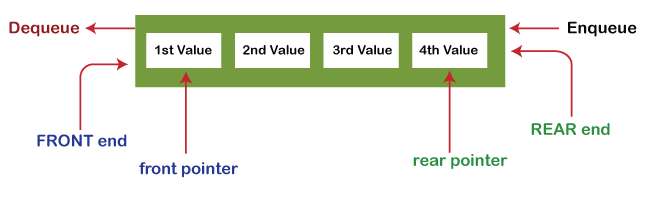 Dequeue
Enqueue
1st Value
2nd Value
3rd Value
4th Value
FRONT end
REAR end
front pointer
rear pointer